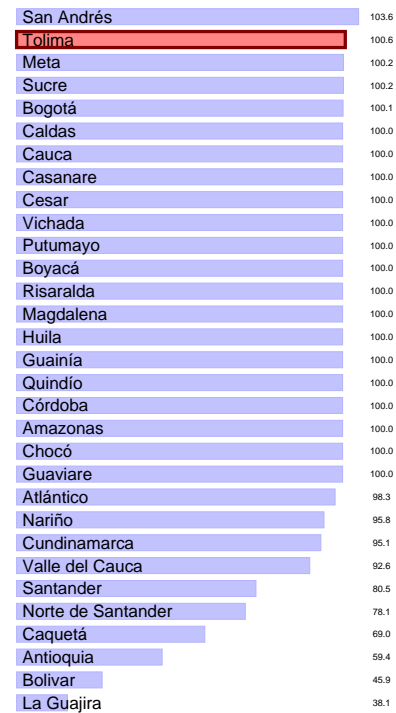 San Andrés 103.6
Tolima 100.6
Meta 100.2
Sucre 100.2
Bogotá 100.1
Caldas 100.0
Cauca 100.0
Casanare 100.0
Cesar 100.0
Vichada 100.0
Putumayo 100.0
Boyacá 100.0
Risaralda 100.0
Magdalena 100.0
Huila 100.0
Guainía 100.0
Quindío 100.0
Córdoba 100.0
Amazonas 100.0
Chocó 100.0
Guaviare 100.0
Atlántico 98.3
Nariño 95.8
Cundinamarca 95.1
Valle del Cauca 92.6
Santander 80.5
Norte de Santander 78.1
Caquetá 69.0
Antioquia 59.4
Bolivar 45.9
La Guajira 38.1